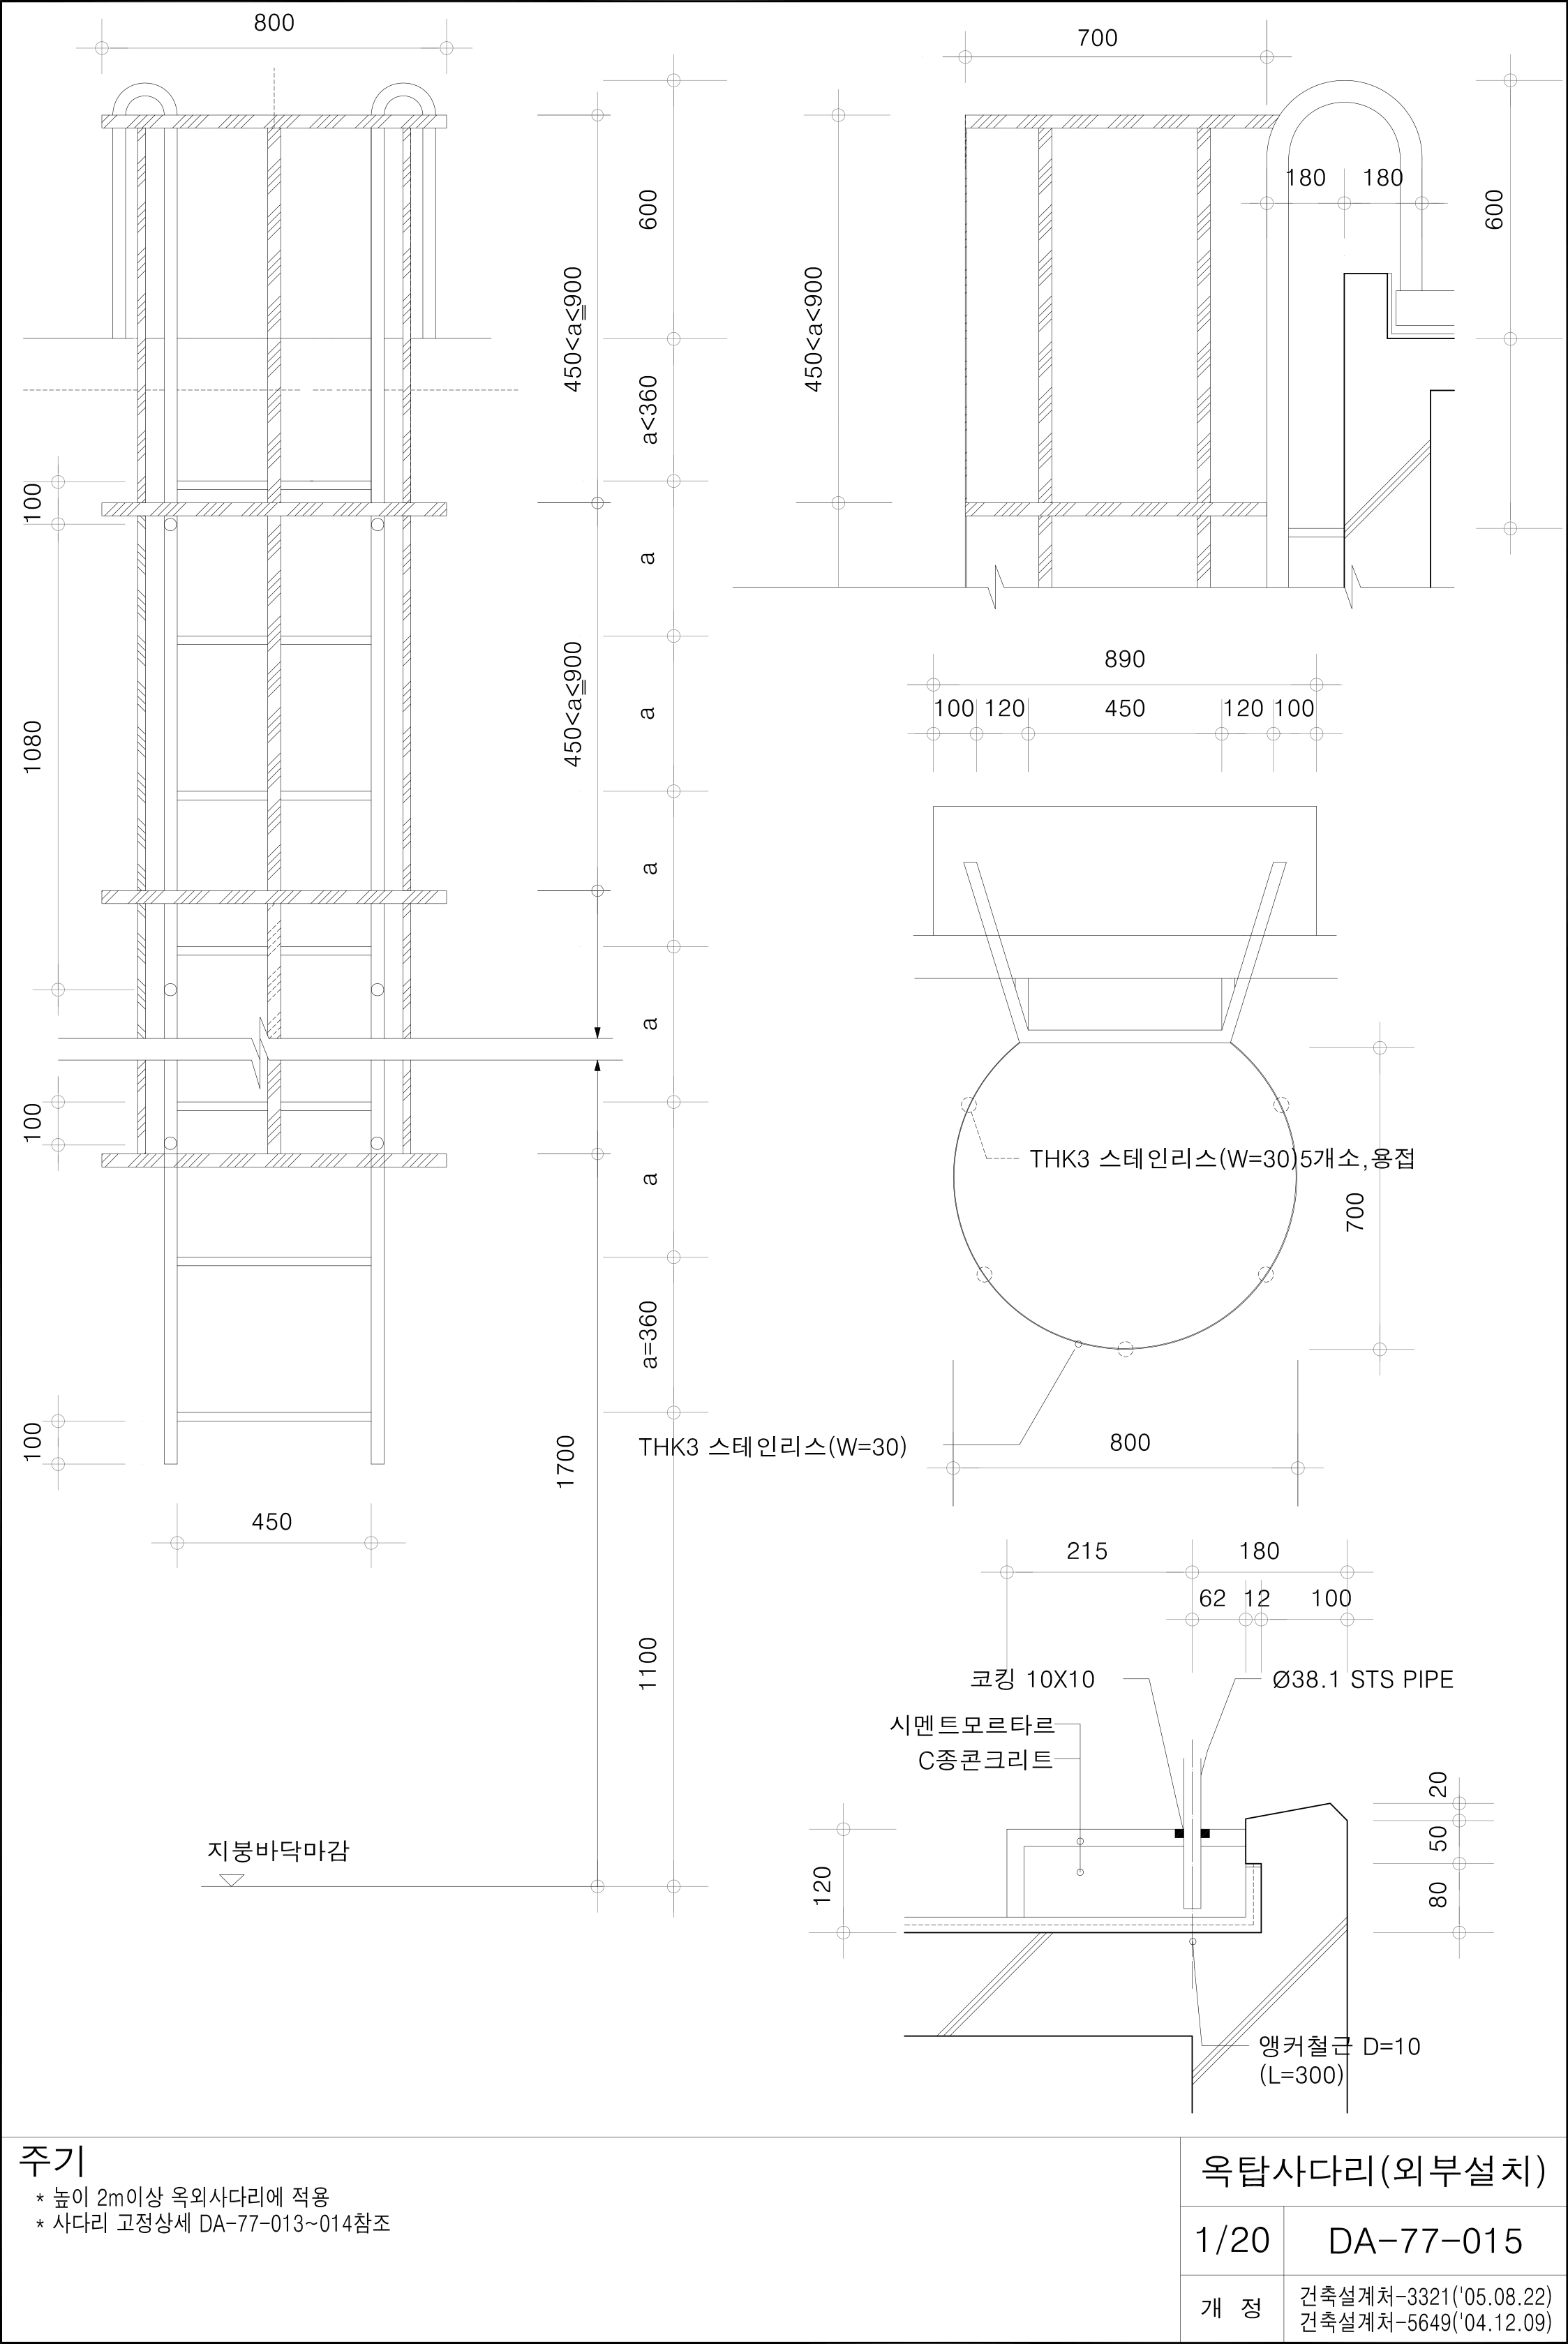 800
600
450<a≤900
a<360
100
a
1080
450<a≤900
a
a
a
100
a
a=360
100
1700
450
1100
지붕바닥마감
700
180 180
600
450<a<900
890
100 120 450 120 100
THK3 스테인리스(W=30)5개소,용접
700
THK3 스테인리스(W=30)
800
215 180
62 12 100
코킹 10X10
Ø38.1 STS PIPE
시멘트모르타르
C종콘크리트
20
50
80
120
앵커철근 D=10
(L=300)
주기
* 높이 2m이상 옥외사다리에 적용
* 사다리 고정상세 DA-77-013~014참조
옥탑사다리(외부설치)
1/20 DA-77-015
개 정
건축설계처-3321('05.08.22)
건축설계처-5649('04.12.09)